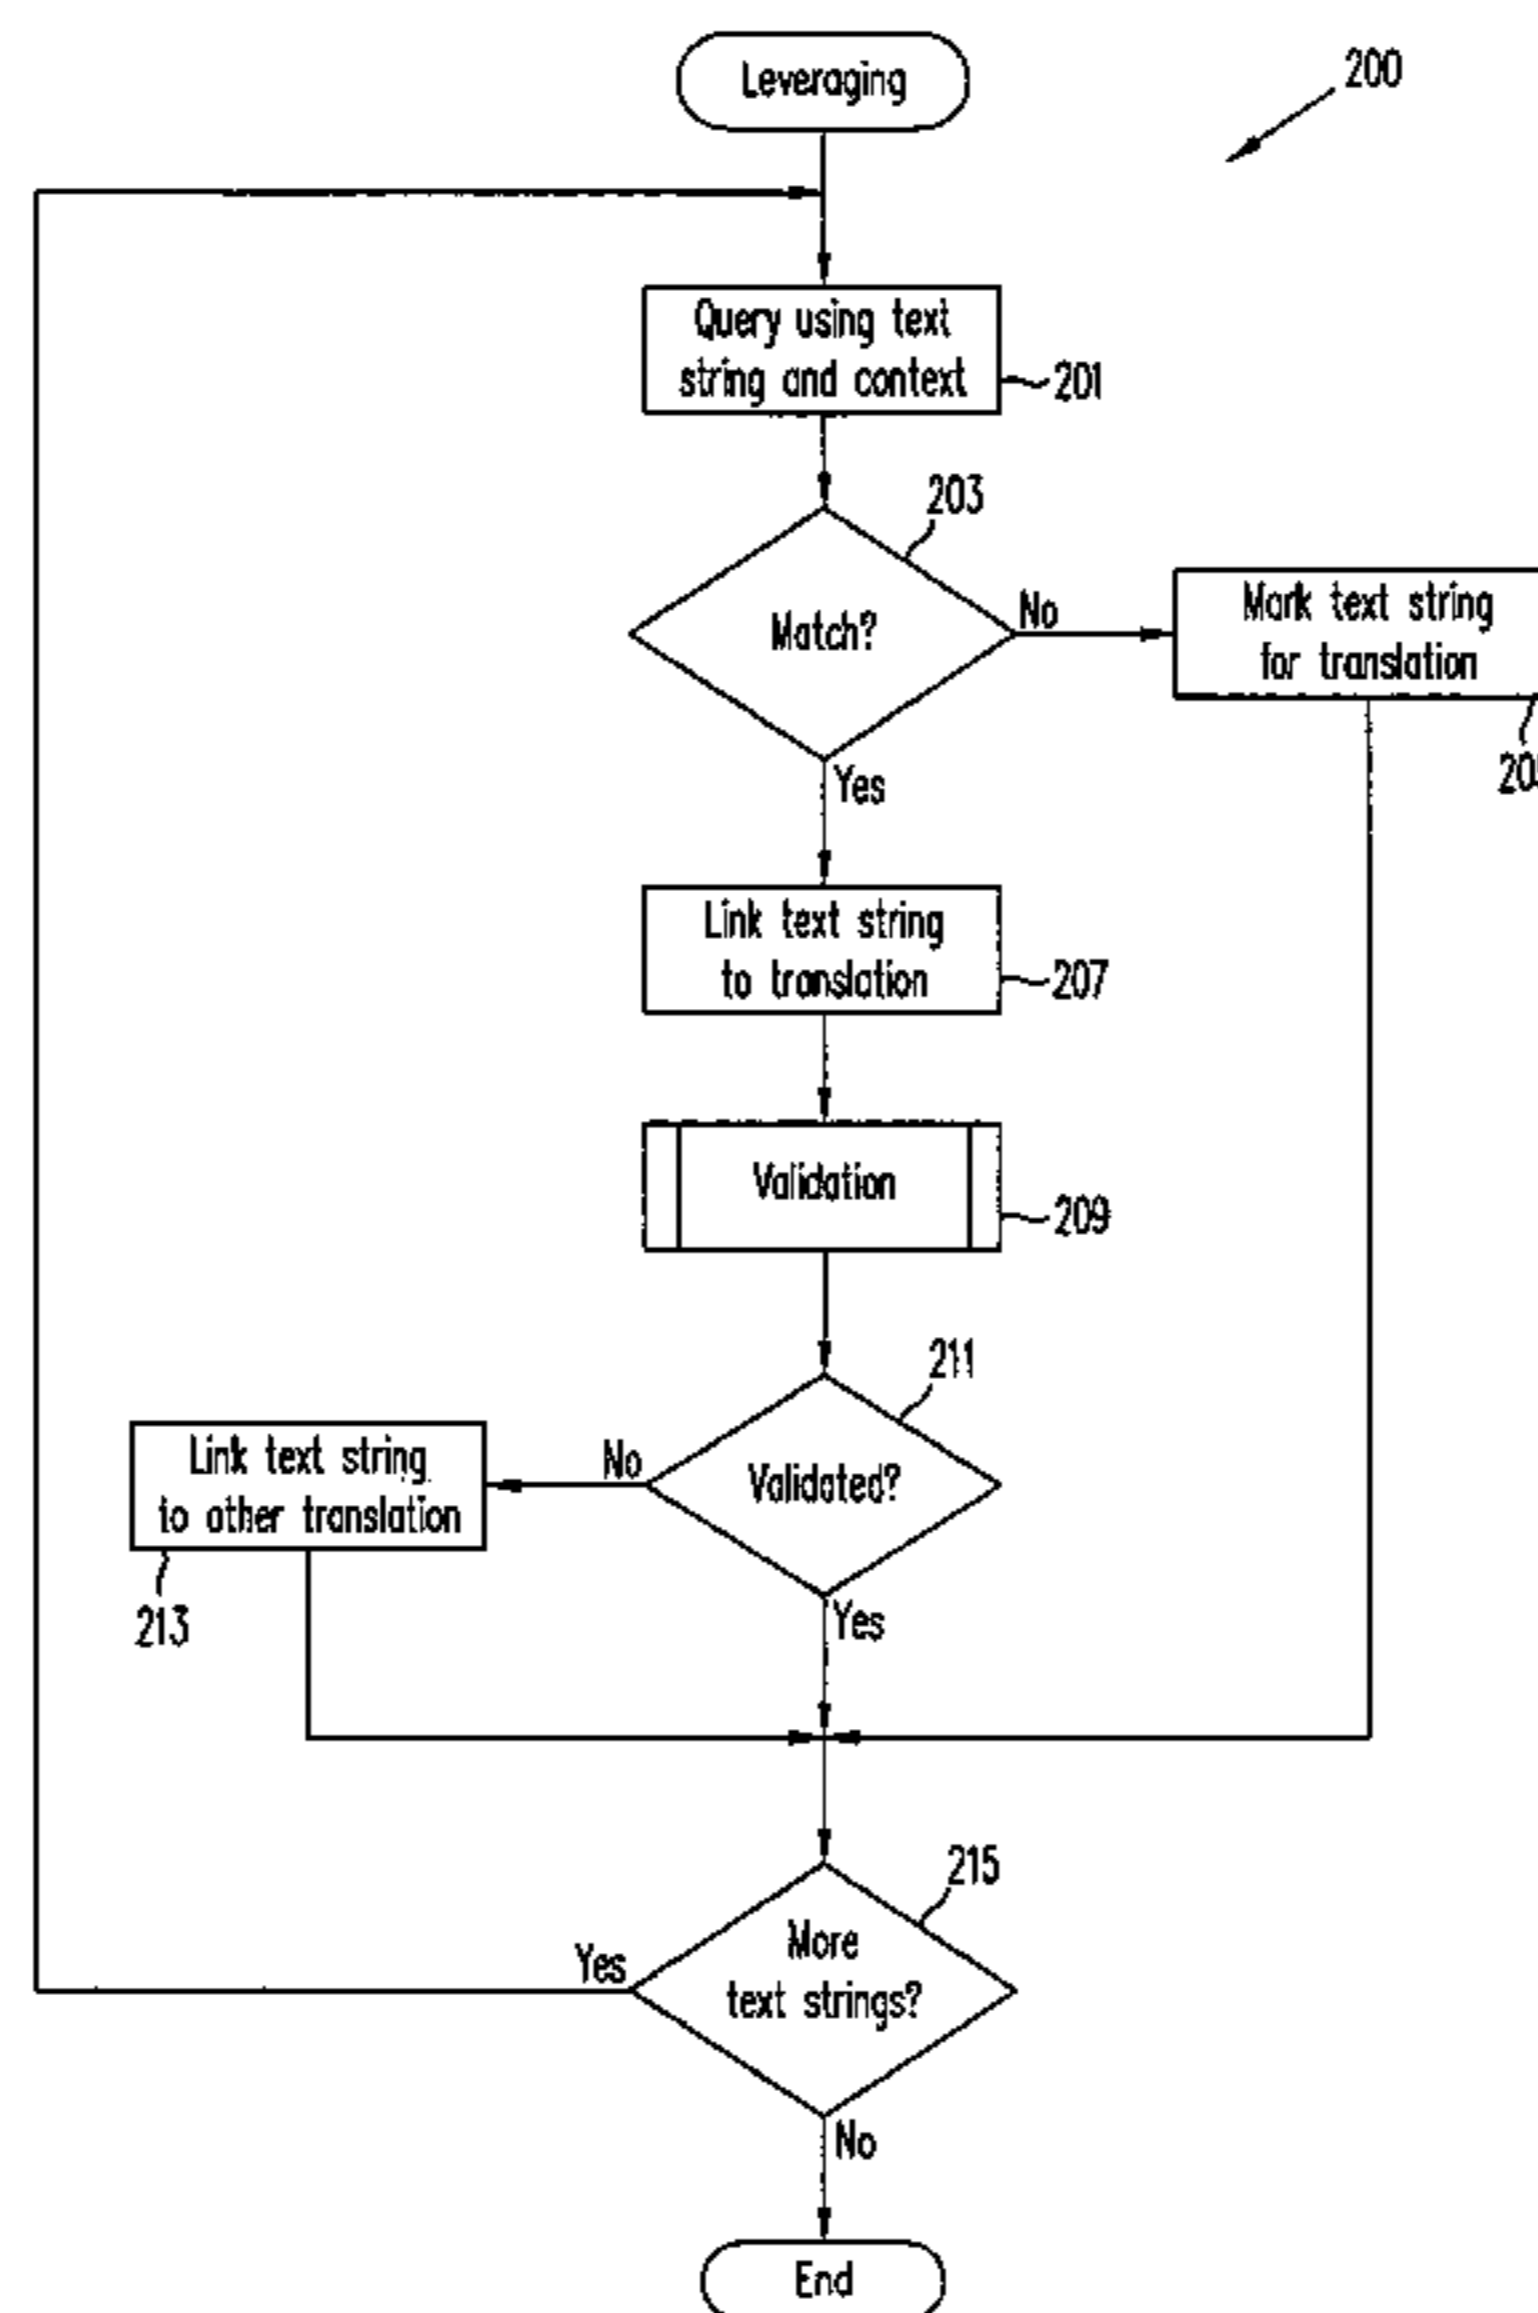 Leveraging
200
Query using text
string and context
201
203
Match?
No
Mark text string
for translation
Yes
Link text string
to translation
207
Validation
209
211
Link text string
to other translation
No
Validated?
213
Yes
215
More
text strings?
Yes
No
End